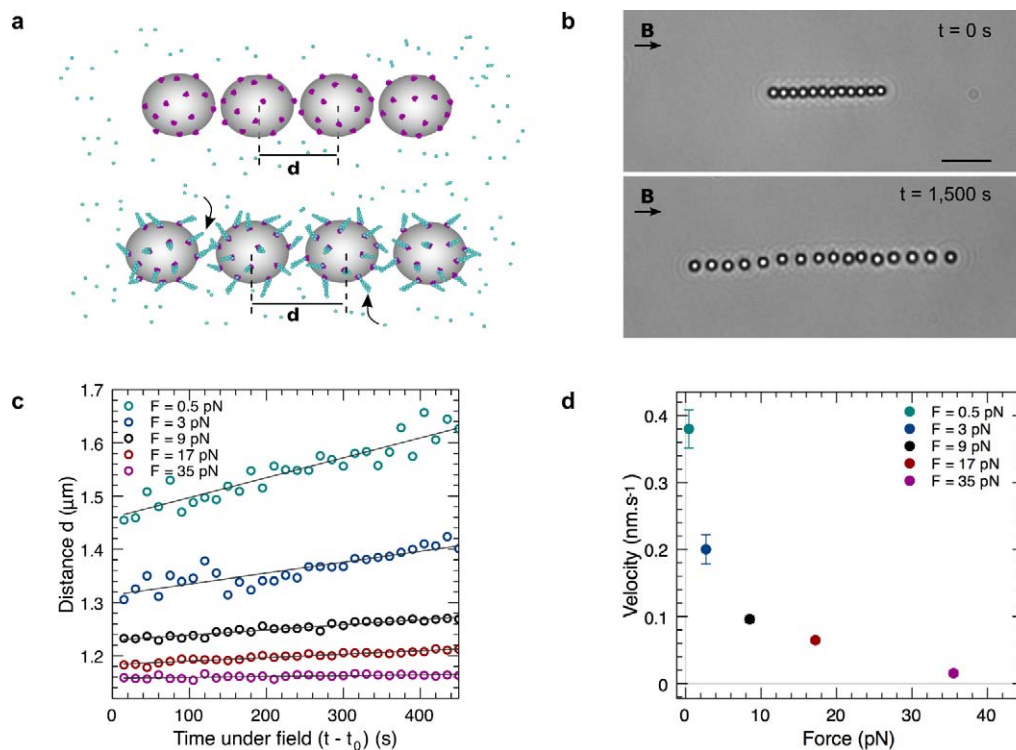 a
d
d
b
B
t = 0 s
B
t = 1,500 s
c
1.7
1.6
1.5
1.4
1.3
1.2
Distance d (μm)
F = 0.5 pN
F = 3 pN
F = 9 pN
F = 17 pN
F = 35 pN
0
100
200
300
400
Time under field (t - t₀) (s)
d
0.4
0.3
0.2
0.1
0
Velocity (nm.s⁻¹)
F = 0.5 pN
F = 3 pN
F = 9 pN
F = 17 pN
F = 35 pN
0
10
20
30
40
Force (pN)